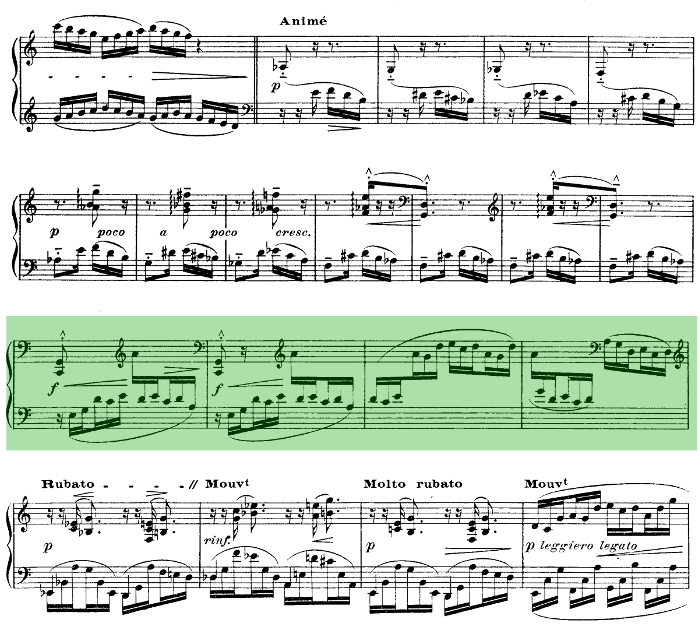 Animé
p
p poco a poco cresc.
f f
Rubato - - - - // Mouvt Molto rubato Mouvt
p rinf. p p leggiero legato